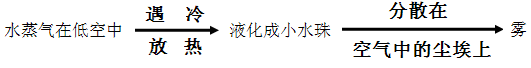 水蒸气在低空中 遇 冷 放 热 液化成小水珠 分散在 空气中的尘埃上 雾